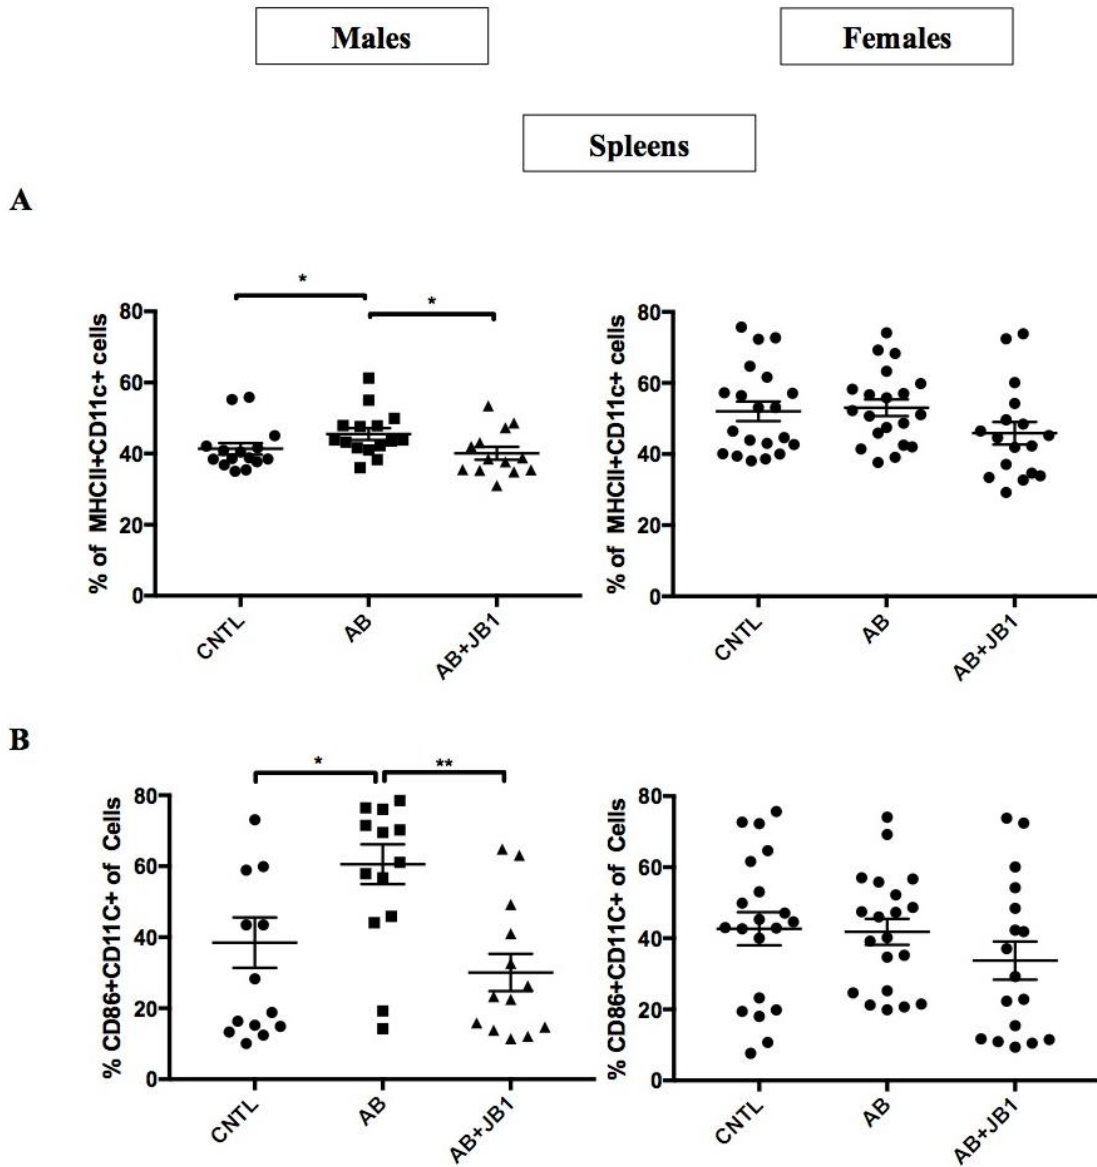 Males
Females
Spleens
A
*
*
% of MHCII+CD11c+ cells
80
60
40
20
0
CNTL
AB
AB+JB1
% of MHCII+CD11c+ cells
80
60
40
20
0
CNTL
AB
AB+JB1
B
*
**
% CD86+CD11C+ of Cells
80
60
40
20
0
CNTL
AB
AB+JB1
% CD86+CD11C+ of Cells
80
60
40
20
0
CNTL
AB
AB+JB1